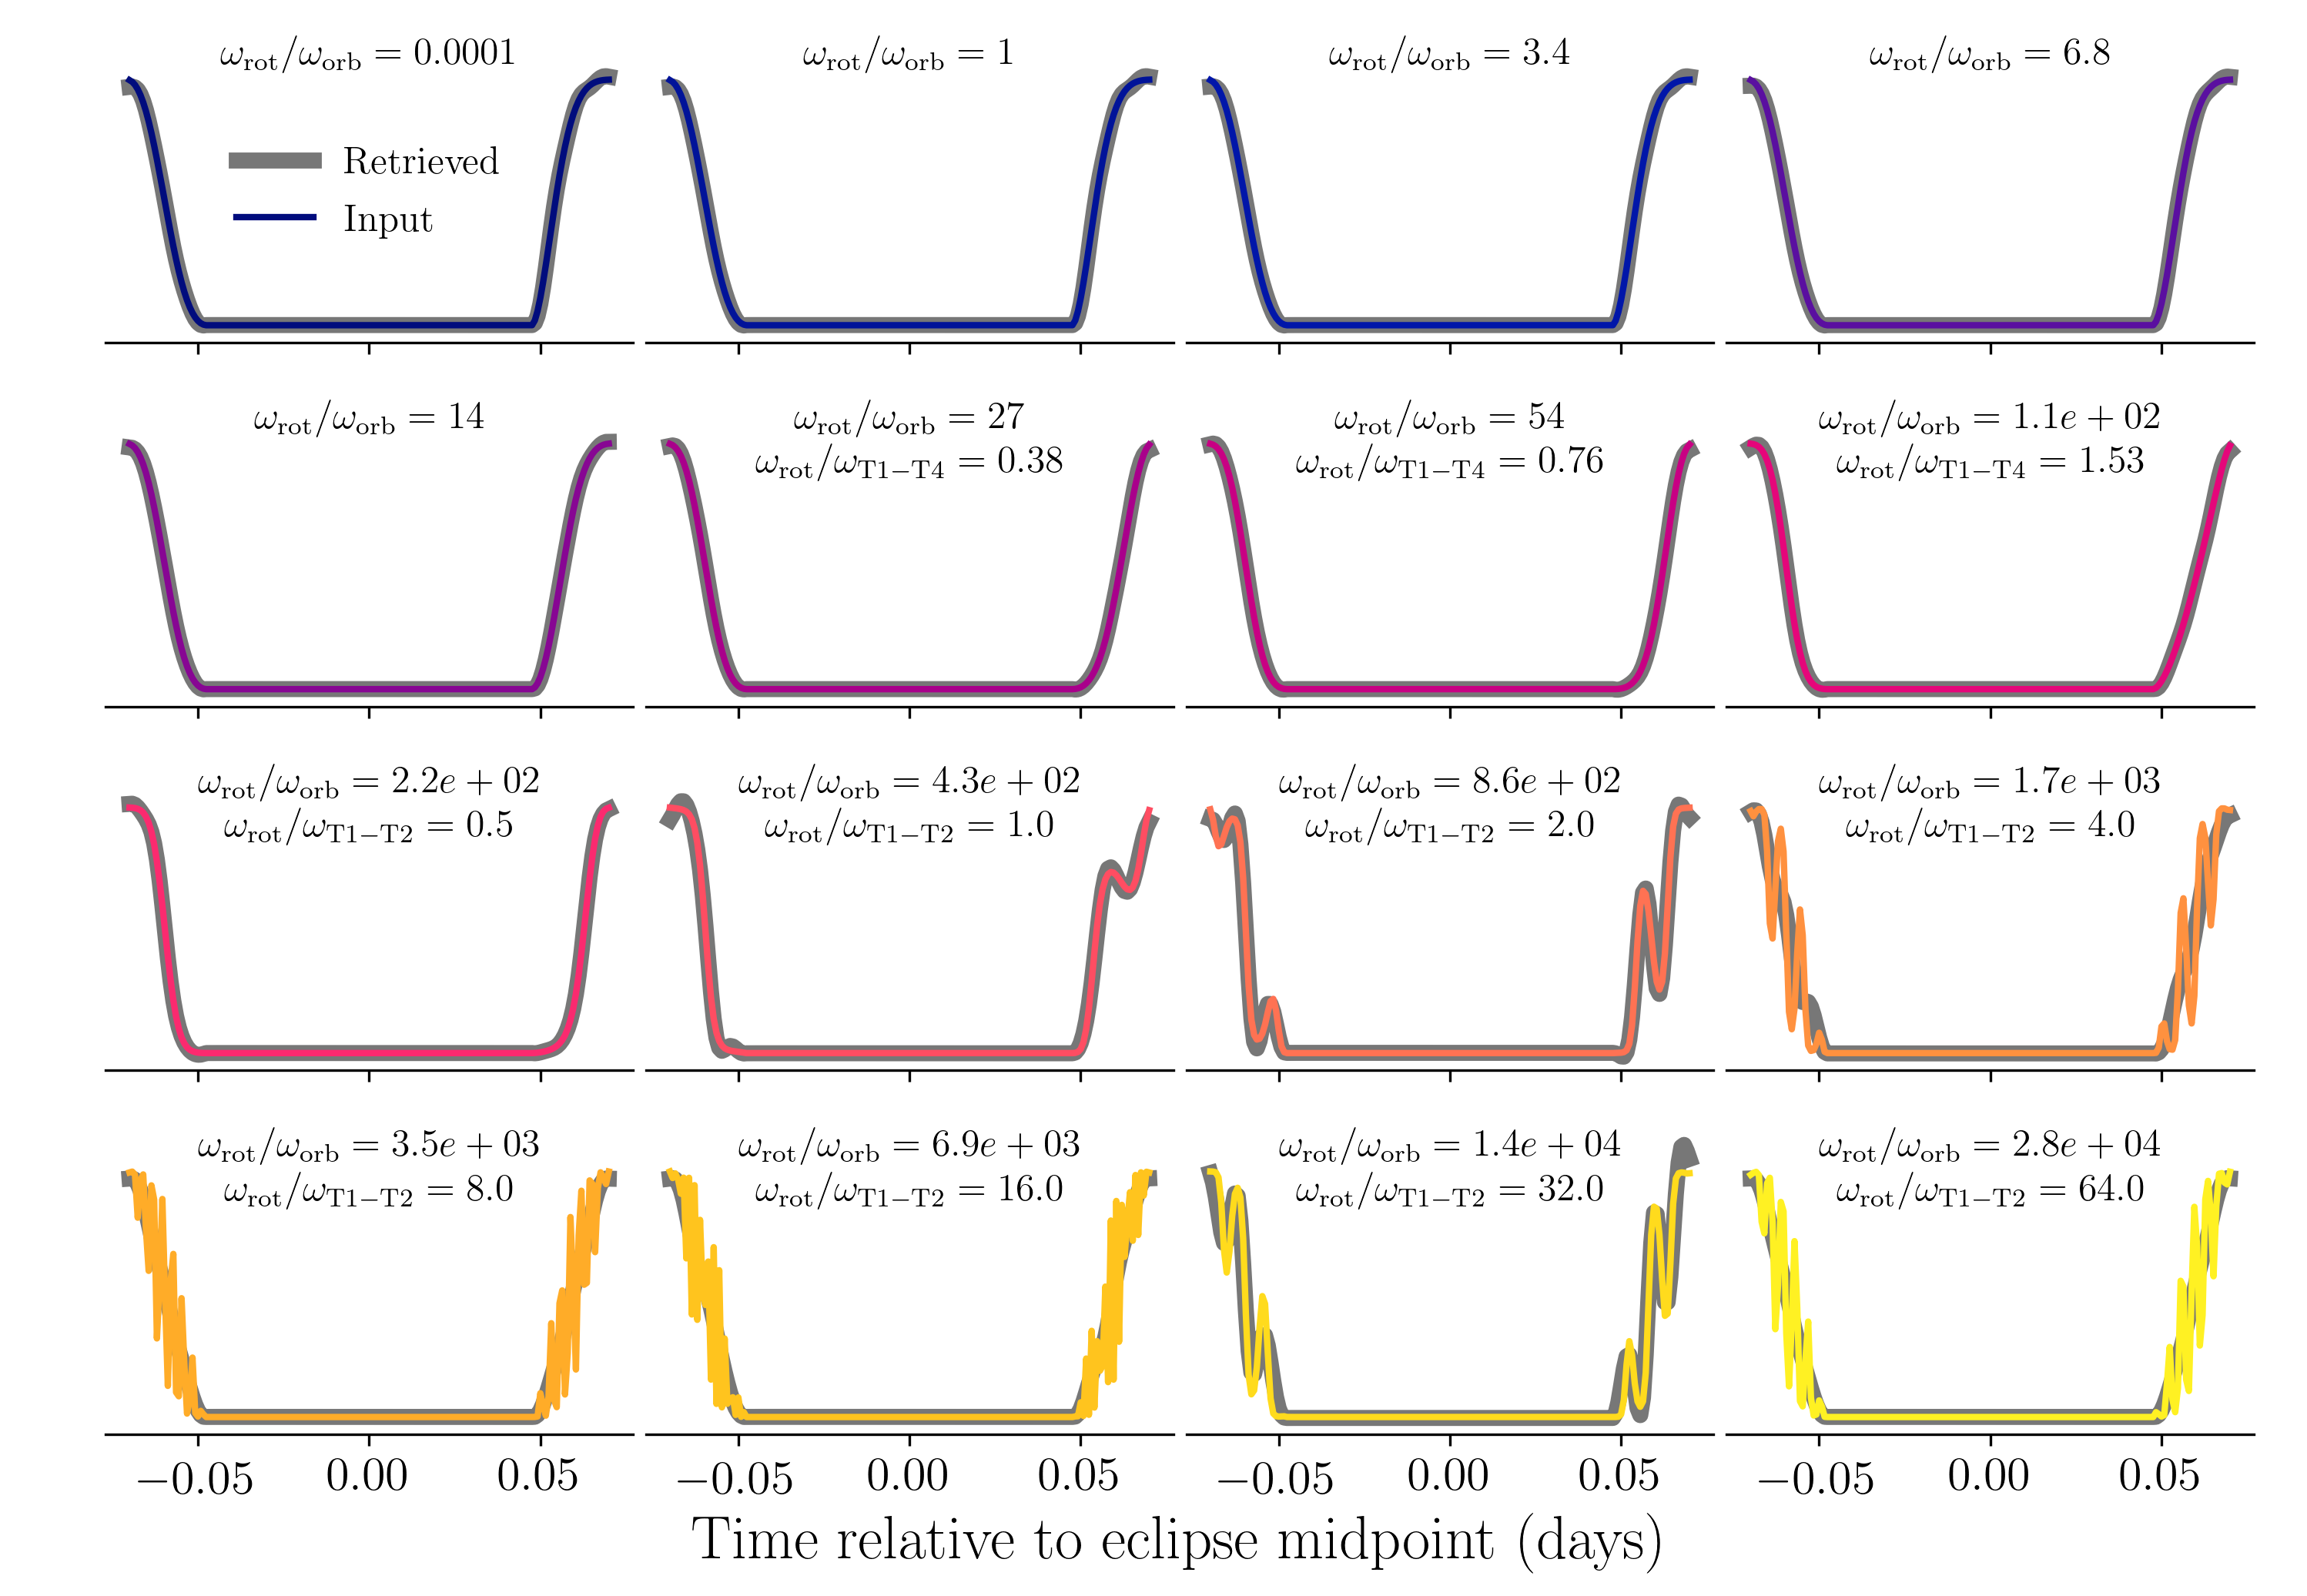 ω_rot/ω_orb = 0.0001
ω_rot/ω_orb = 1
ω_rot/ω_orb = 3.4
ω_rot/ω_orb = 6.8
Retrieved
Input
ω_rot/ω_orb = 14
ω_rot/ω_orb = 27
ω_rot/ω_T1−T4 = 0.38
ω_rot/ω_orb = 54
ω_rot/ω_T1−T4 = 0.76
ω_rot/ω_orb = 1.1e + 02
ω_rot/ω_T1−T4 = 1.53
ω_rot/ω_orb = 2.2e + 02
ω_rot/ω_T1−T2 = 0.5
ω_rot/ω_orb = 4.3e + 02
ω_rot/ω_T1−T2 = 1.0
ω_rot/ω_orb = 8.6e + 02
ω_rot/ω_T1−T2 = 2.0
ω_rot/ω_orb = 1.7e + 03
ω_rot/ω_T1−T2 = 4.0
ω_rot/ω_orb = 3.5e + 03
ω_rot/ω_T1−T2 = 8.0
ω_rot/ω_orb = 6.9e + 03
ω_rot/ω_T1−T2 = 16.0
ω_rot/ω_orb = 1.4e + 04
ω_rot/ω_T1−T2 = 32.0
ω_rot/ω_orb = 2.8e + 04
ω_rot/ω_T1−T2 = 64.0
−0.05 0.00 0.05 −0.05 0.00 0.05 −0.05 0.00 0.05 −0.05 0.00 0.05
Time relative to eclipse midpoint (days)